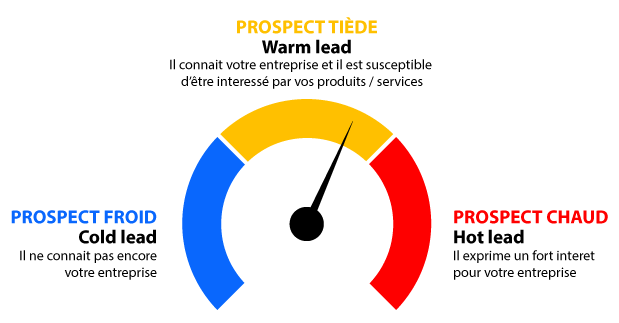 PROSPECT TIÈDE
Warm lead
Il connait votre entreprise et il est susceptible
d'être interessé par vos produits / services
PROSPECT FROID
Cold lead
Il ne connait pas encore
votre entreprise
PROSPECT CHAUD
Hot lead
Il exprime un fort interet
pour votre entreprise